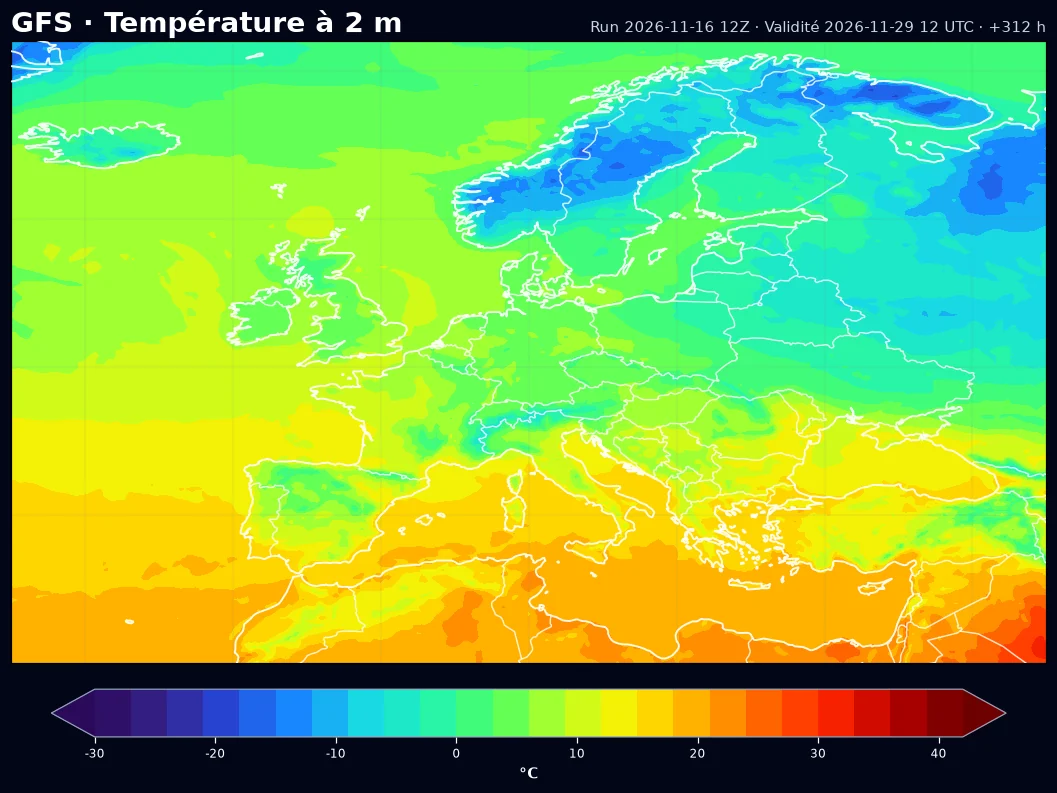 GFS · Température à 2 m
Run 2026-11-16 12Z · Validité 2026-11-29 12 UTC · +312 h
-30 -20 -10 0 10 20 30 40
°C